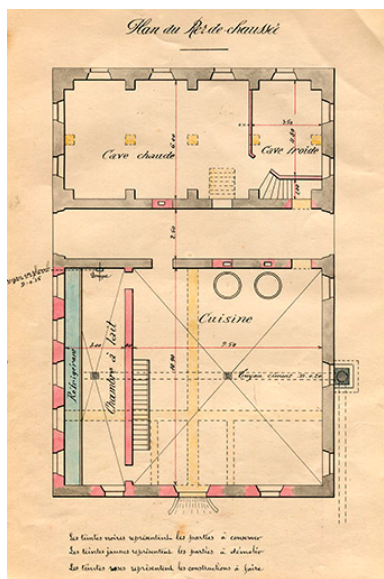 Plan du Rez-de-chaussée
Cave chaude
Cave froide
Cuisine
Chambre à lait
Réfrigérant
Les teintes noires représentent les parties à conserver
Les teintes jaunes représentent les parties à démolir
Les teintes roses représentent les constructions à faire.